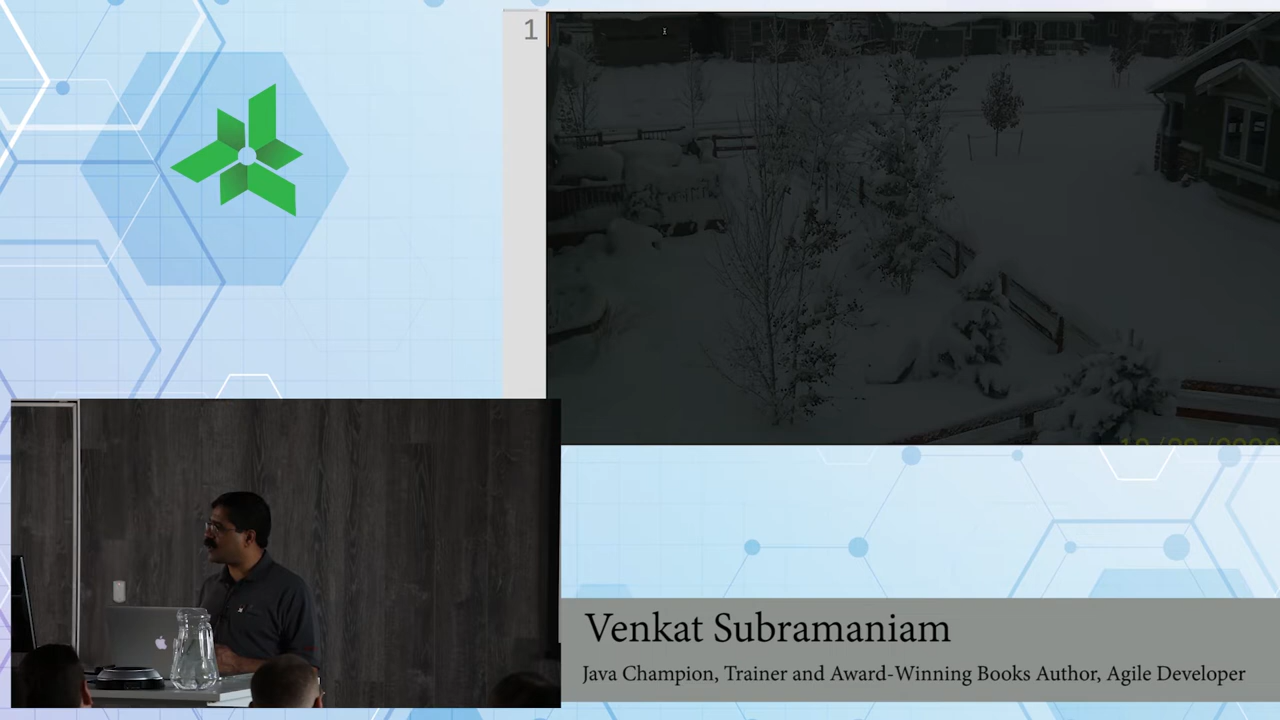 1
Venkat Subramaniam
Java Champion, Trainer and Award-Winning Books Author, Agile Developer